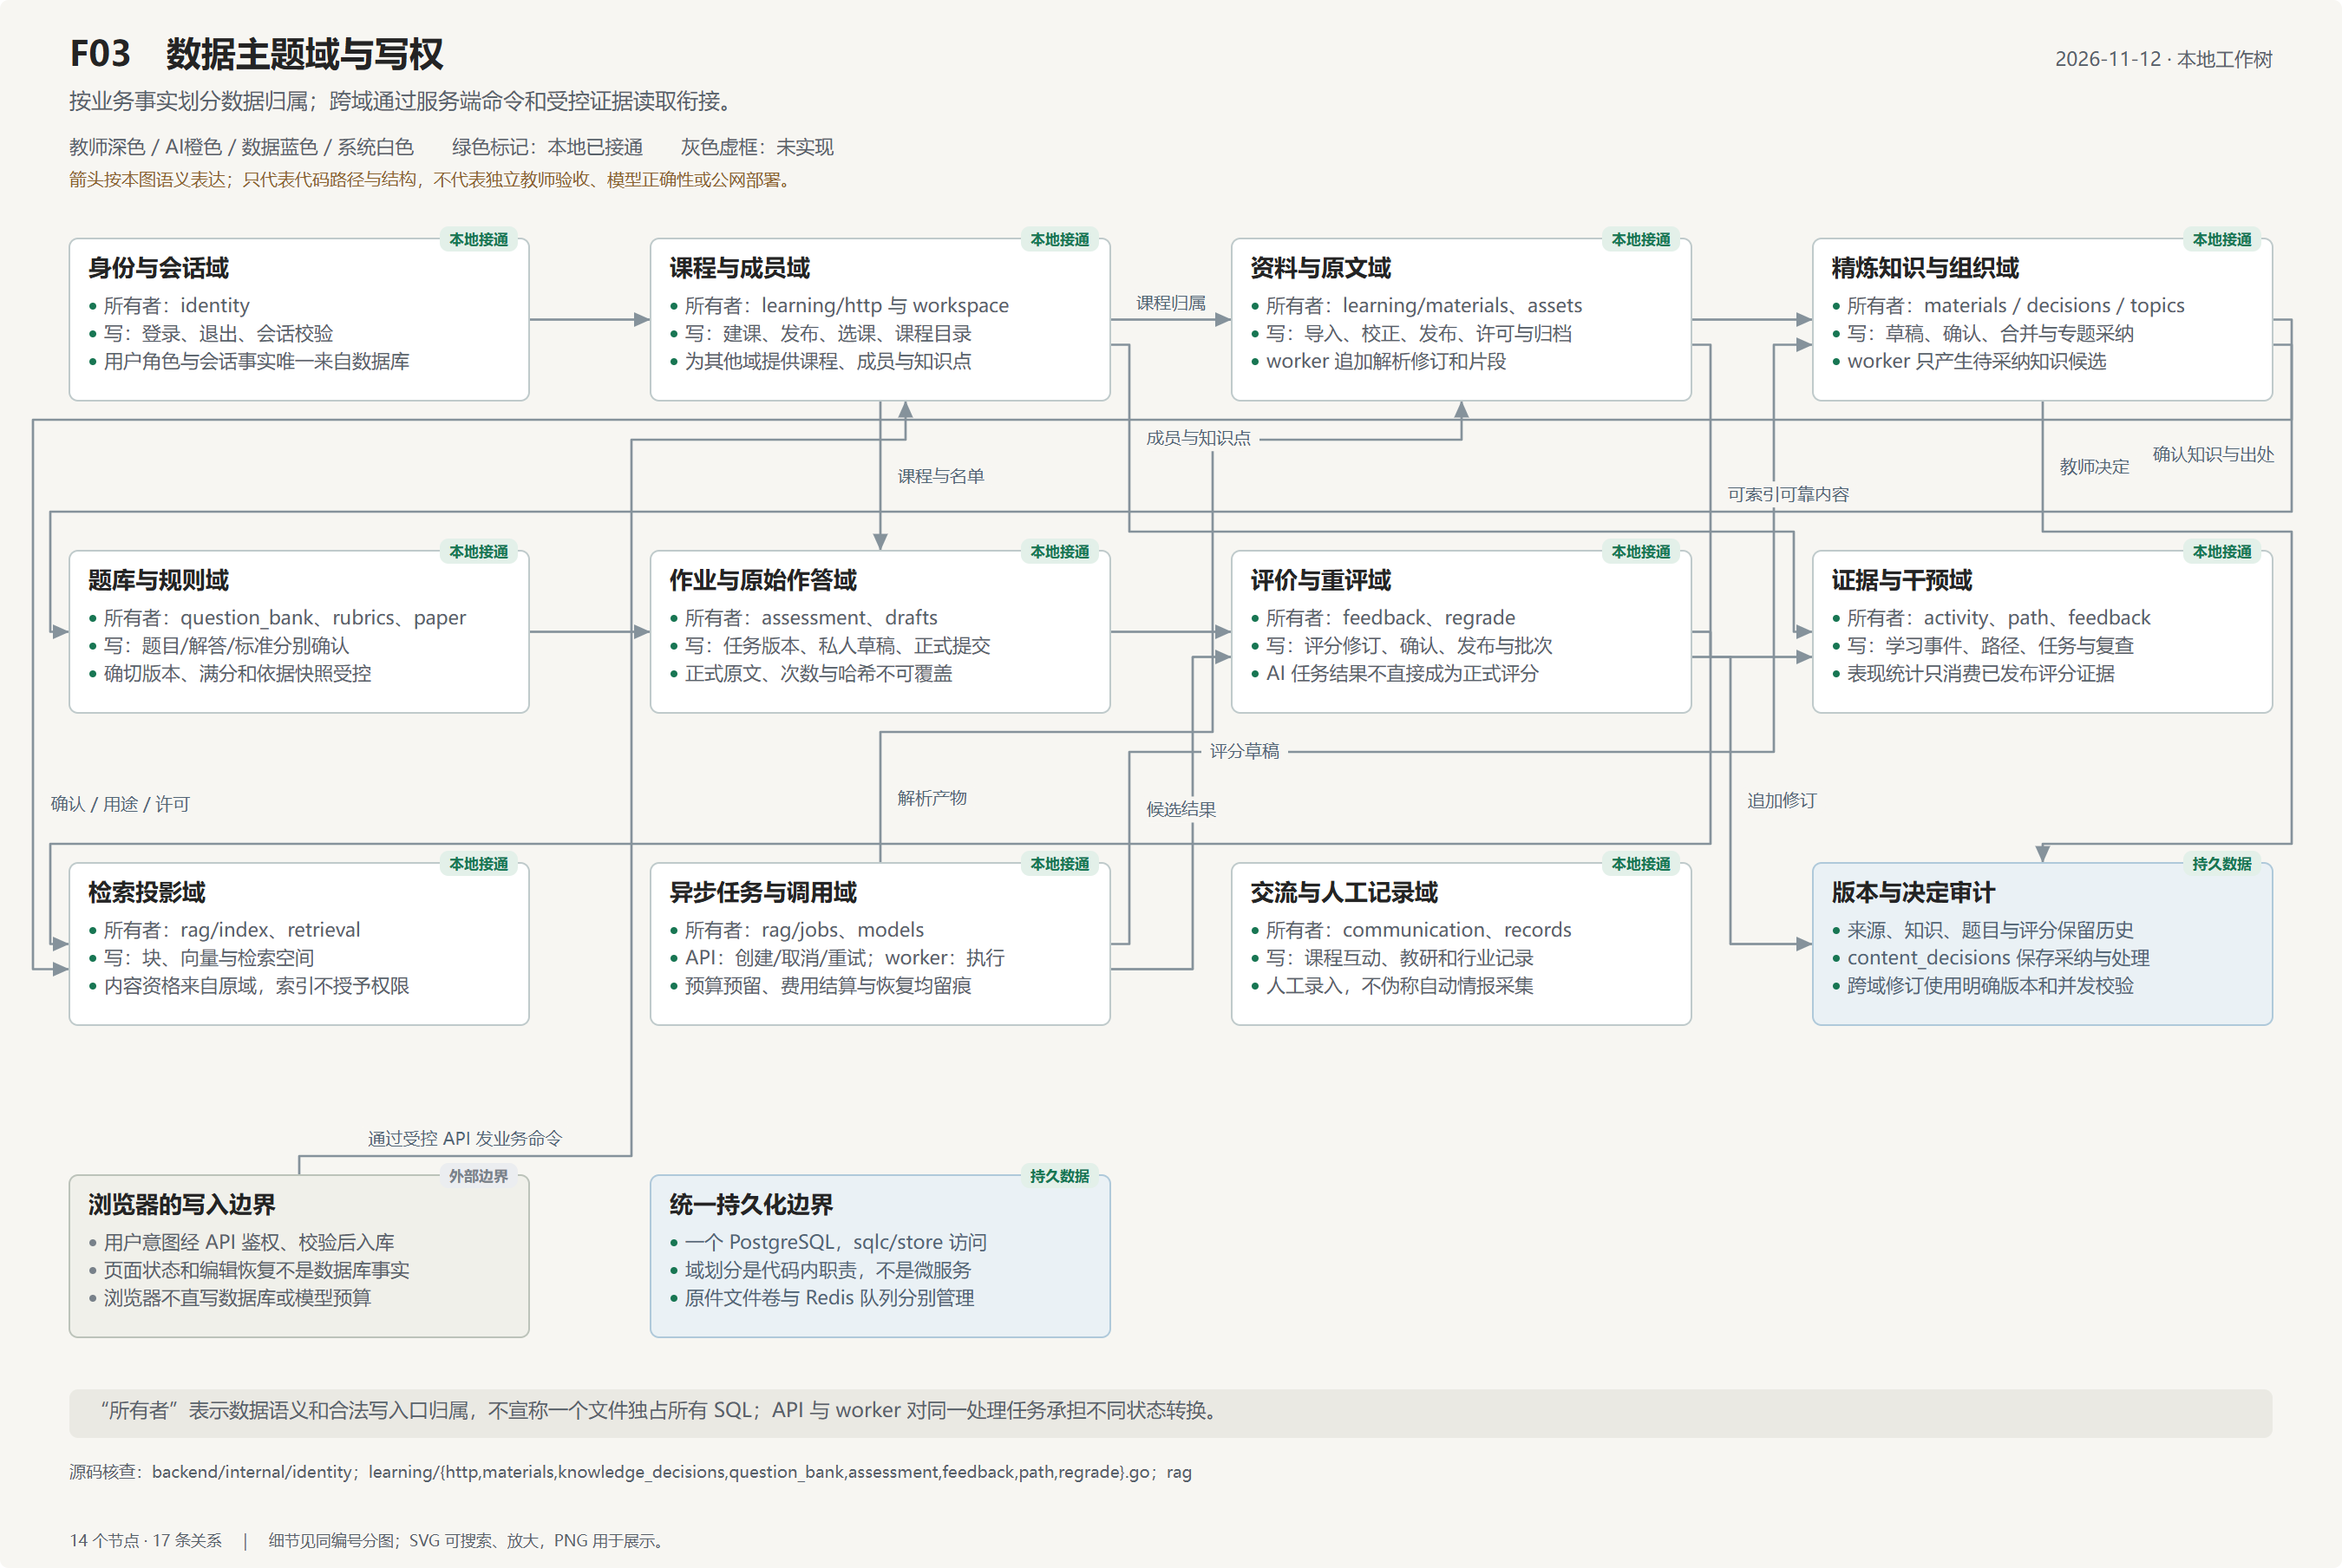 F03 数据主题域与写权
2026-11-12 · 本地工作树
按业务事实划分数据归属；跨域通过服务端命令和受控证据读取衔接。
教师深色 / AI橙色 / 数据蓝色 / 系统白色 绿色标记：本地已接通 灰色虚框：未实现
箭头按本图语义表达；只代表代码路径与结构，不代表独立教师验收、模型正确性或公网部署。
本地接通
身份与会话域
所有者：identity
写：登录、退出、会话校验
用户角色与会话事实唯一来自数据库
本地接通
课程与成员域
所有者：learning/http 与 workspace
写：建课、发布、选课、课程目录
为其他域提供课程、成员与知识点
课程归属
本地接通
资料与原文域
所有者：learning/materials、assets
写：导入、校正、发布、许可与归档
worker 追加解析修订和片段
本地接通
精炼知识与组织域
所有者：materials / decisions / topics
写：草稿、确认、合并与专题采纳
worker 只产生待采纳知识候选
成员与知识点
课程与名单
可索引可靠内容
教师决定
确认知识与出处
本地接通
题库与规则域
所有者：question_bank、rubrics、paper
写：题目/解答/标准分别确认
确切版本、满分和依据快照受控
本地接通
作业与原始作答域
所有者：assessment、drafts
写：任务版本、私人草稿、正式提交
正式原文、次数与哈希不可覆盖
本地接通
评价与重评域
所有者：feedback、regrade
写：评分修订、确认、发布与批次
AI 任务结果不直接成为正式评分
本地接通
证据与干预域
所有者：activity、path、feedback
写：学习事件、路径、任务与复查
表现统计只消费已发布评分证据
评分草稿
确认 / 用途 / 许可
解析产物
候选结果
追加修订
本地接通
检索投影域
所有者：rag/index、retrieval
写：块、向量与检索空间
内容资格来自原域，索引不授予权限
本地接通
异步任务与调用域
所有者：rag/jobs、models
API：创建/取消/重试；worker：执行
预算预留、费用结算与恢复均留痕
本地接通
交流与人工记录域
所有者：communication、records
写：课程互动、教研和行业记录
人工录入，不伪称自动情报采集
持久数据
版本与决定审计
来源、知识、题目与评分保留历史
content_decisions 保存采纳与处理
跨域修订使用明确版本和并发校验
通过受控 API 发业务命令
外部边界
浏览器的写入边界
用户意图经 API 鉴权、校验后入库
页面状态和编辑恢复不是数据库事实
浏览器不直写数据库或模型预算
持久数据
统一持久化边界
一个 PostgreSQL，sqlc/store 访问
域划分是代码内职责，不是微服务
原件文件卷与 Redis 队列分别管理
“所有者”表示数据语义和合法写入口归属，不宣称一个文件独占所有 SQL；API 与 worker 对同一处理任务承担不同状态转换。
源码核查：backend/internal/identity；learning/{http,materials,knowledge_decisions,question_bank,assessment,feedback,path,regrade}.go；rag
14 个节点 · 17 条关系 | 细节见同编号分图；SVG 可搜索、放大，PNG 用于展示。